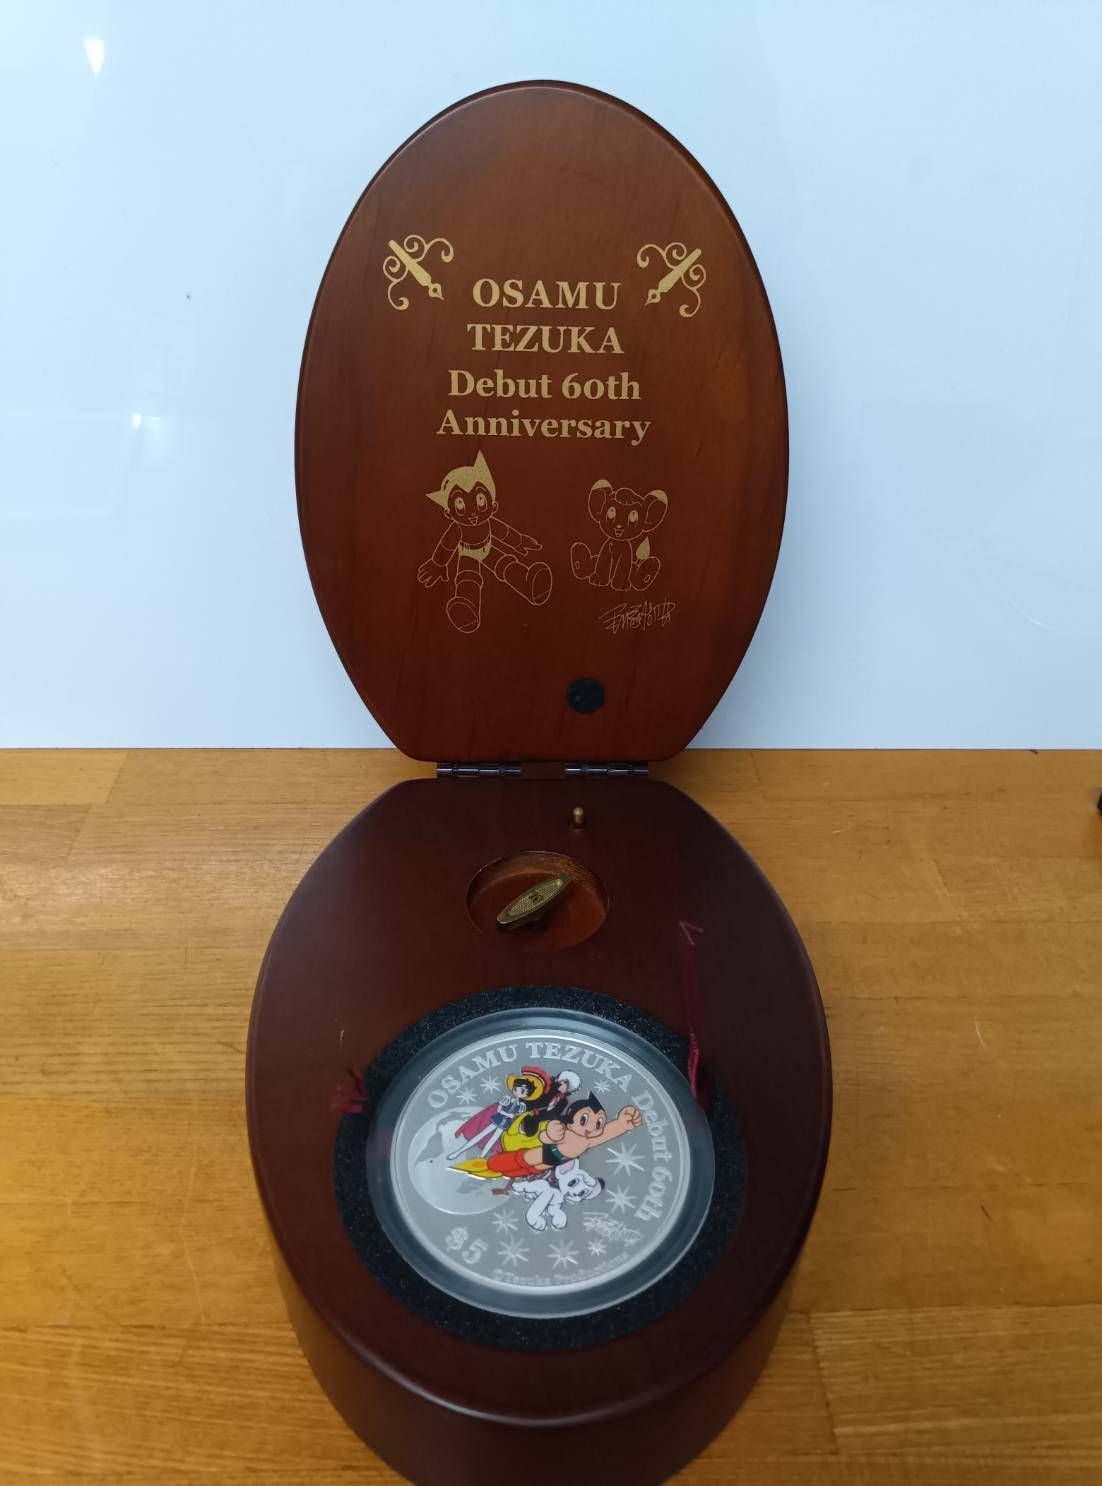 OSAMU
TEZUKA
Debut 60th
Anniversary
OSAMU TEZUKA Debut 60th
$5
©Tezuka Productions